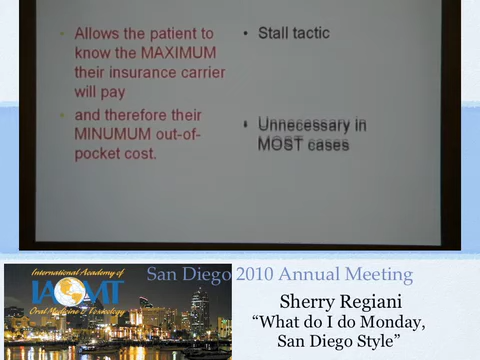 • Allows the patient to
know the MAXIMUM
their insurance carrier
will pay
• and therefore their
MINUMUM out-of-
pocket cost.
• Stall tactic
• Unnecessary in
MOST cases
International Academy of
IAOMT
Oral Medicine & Toxicology
San Diego 2010 Annual Meeting
Sherry Regiani
“What do I do Monday,
San Diego Style”